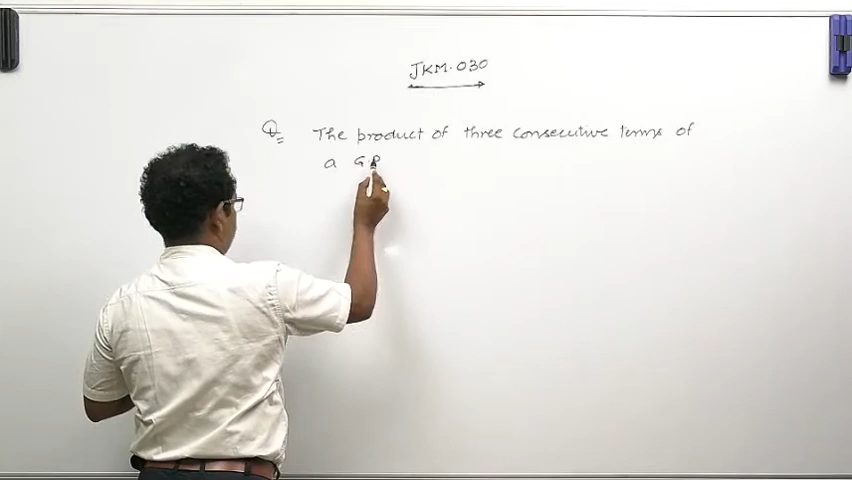 JKM-030
Q The product of three consecutive terms of
a GP